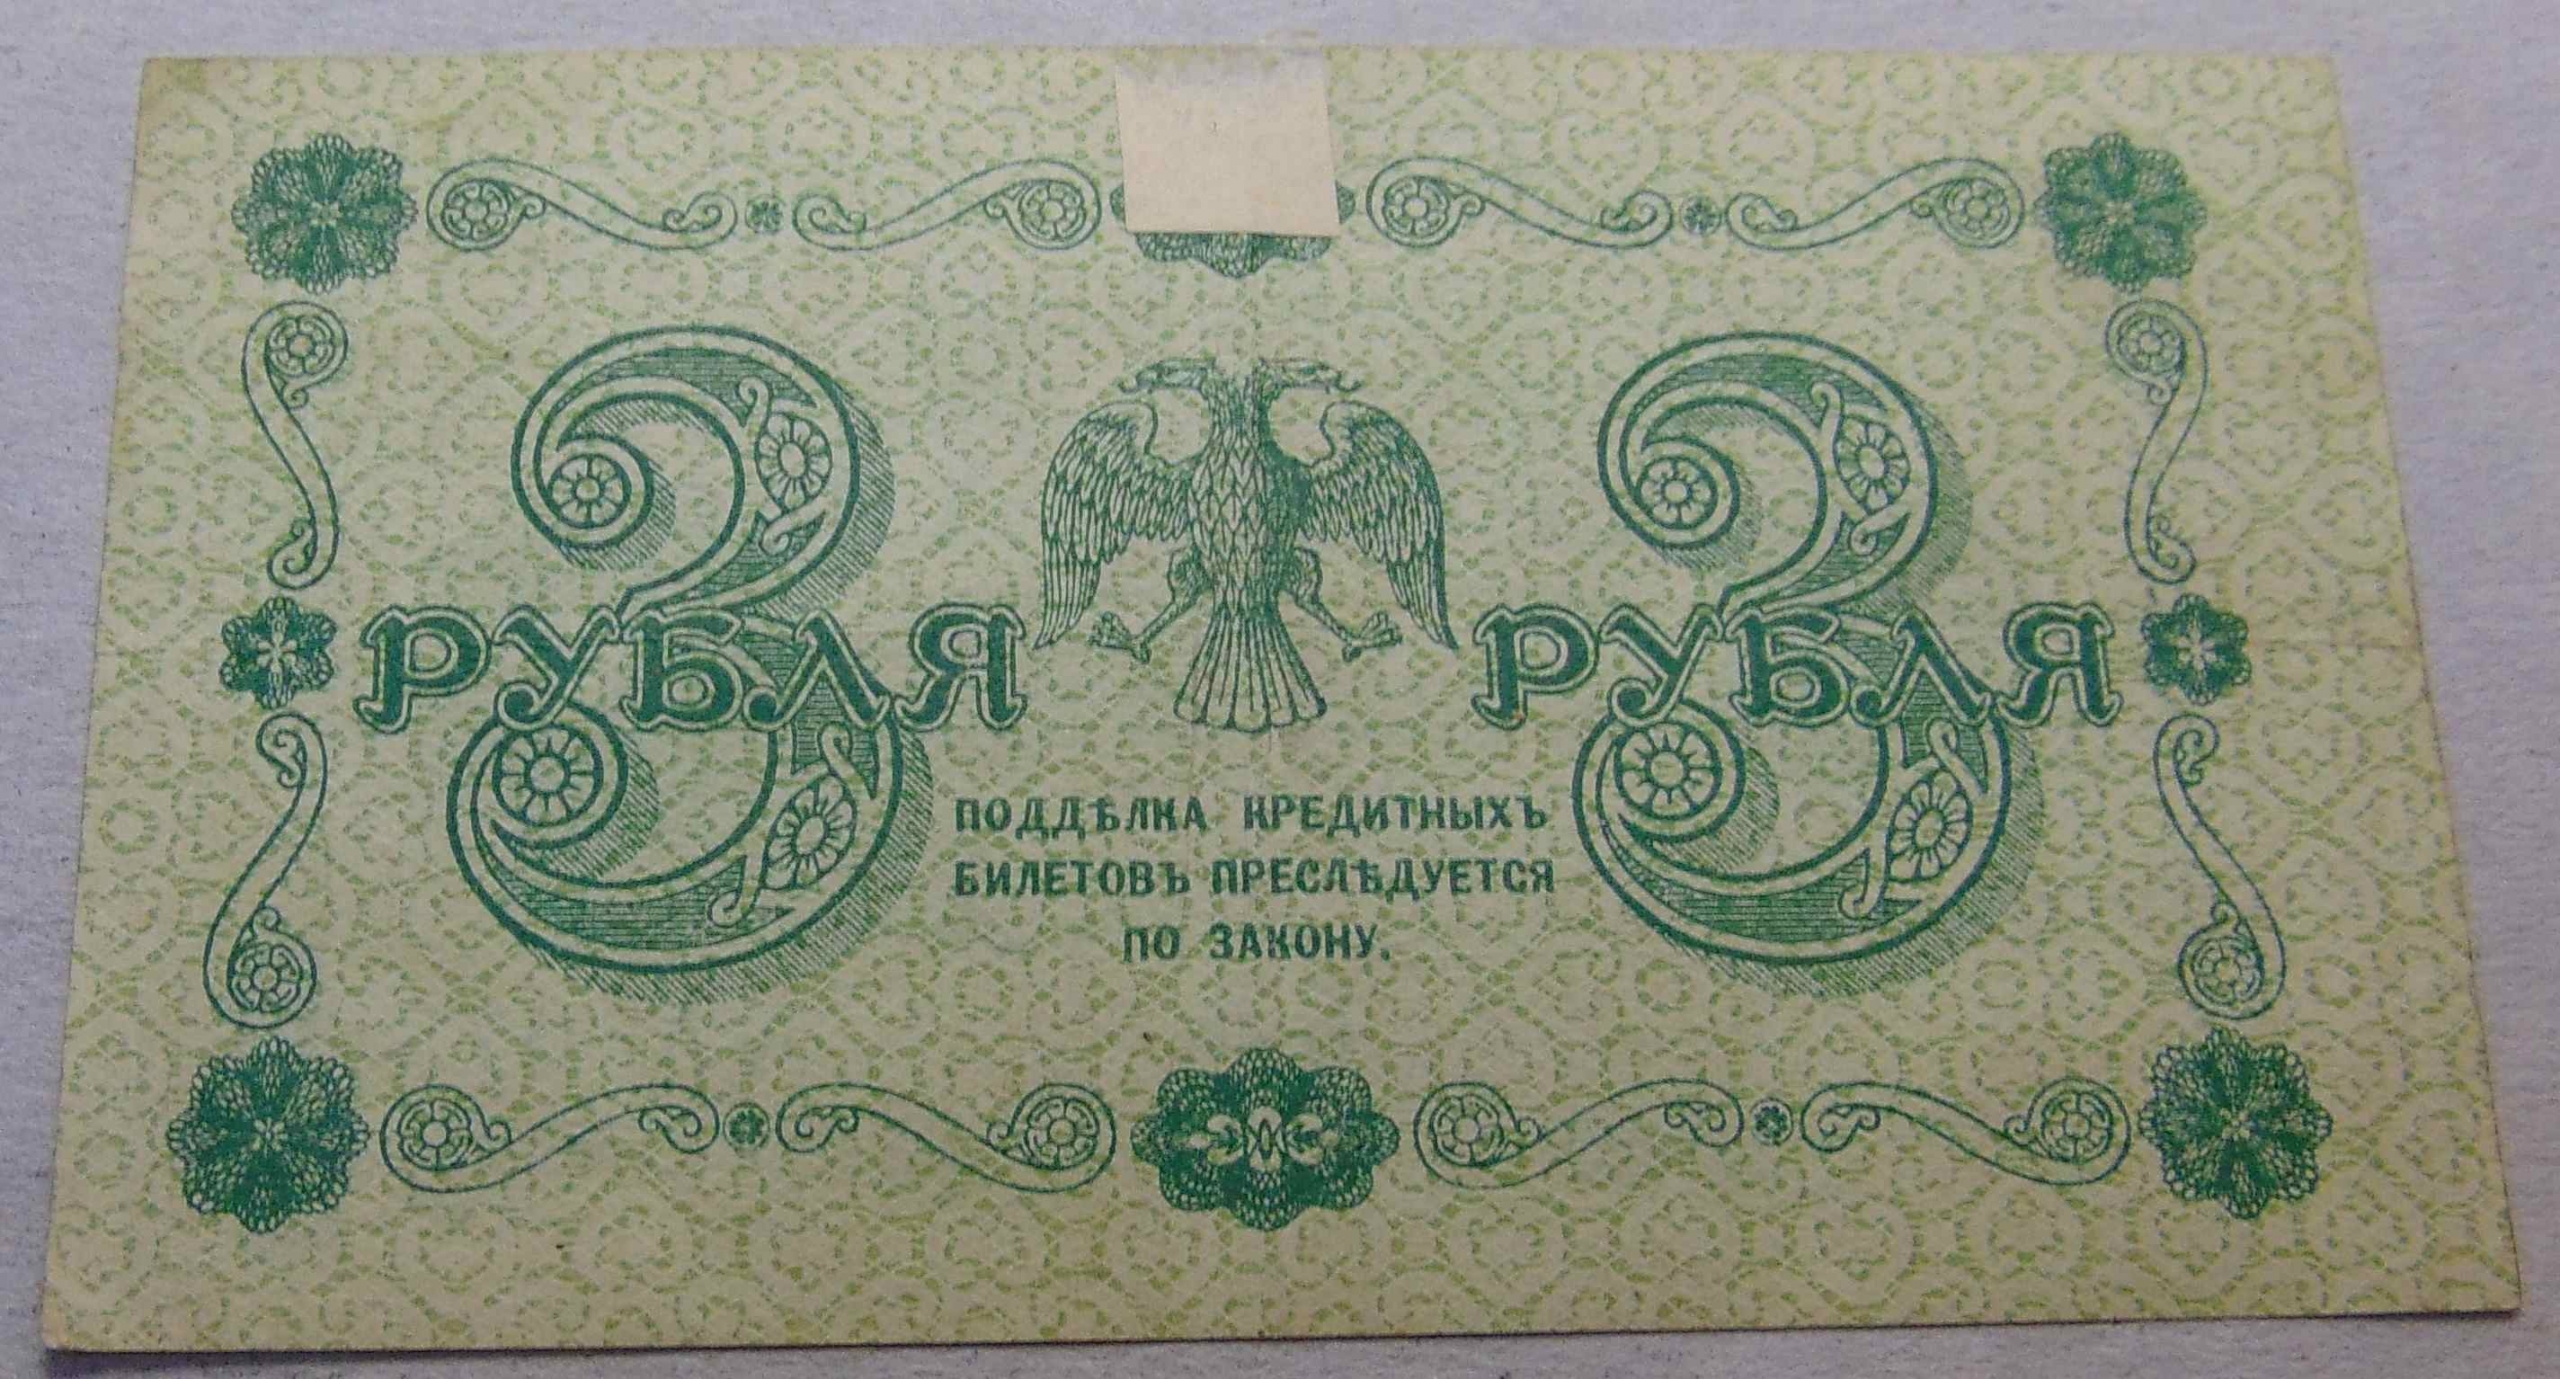 3 РУБЛЯ
3 РУБЛЯ
ПОДДѢЛКА КРЕДИТНЫХЪ
БИЛЕТОВЪ ПРЕСЛѢДУЕТСЯ
ПО ЗАКОНУ.